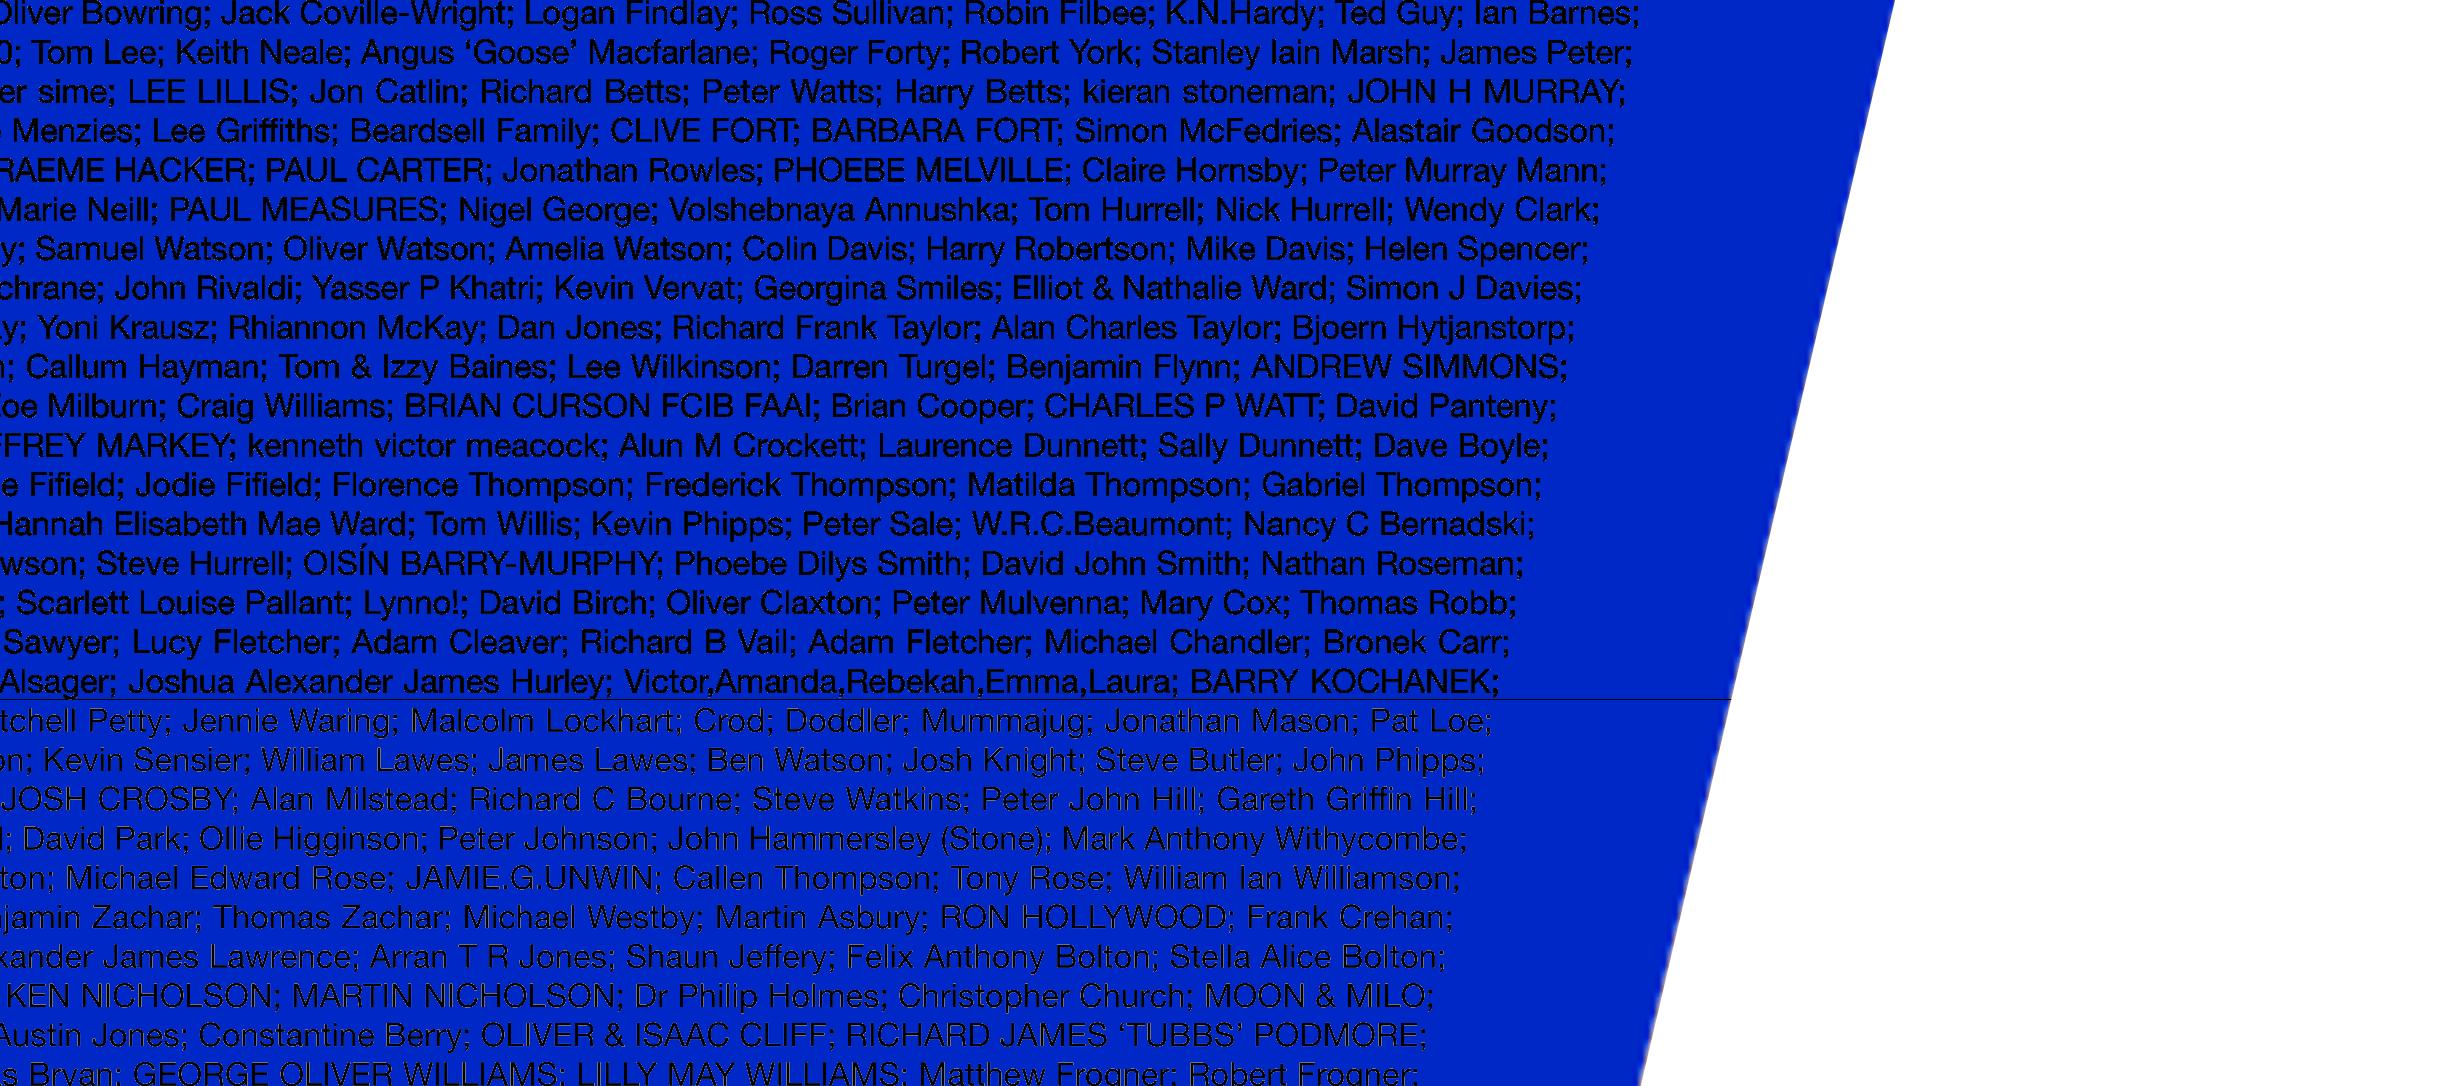 Oliver Bowring; Jack Coville-Wright; Logan Findlay; Ross Sullivan; Robin Filbee; K.N.Hardy; Ted Guy; Ian Barnes;
0; Tom Lee; Keith Neale; Angus ‘Goose’ Macfarlane; Roger Forty; Robert York; Stanley Iain Marsh; James Peter;
er sime; LEE LILLIS; Jon Catlin; Richard Betts; Peter Watts; Harry Betts; kieran stoneman; JOHN H MURRAY;
Menzies; Lee Griffiths; Beardsell Family; CLIVE FORT; BARBARA FORT; Simon McFedries; Alastair Goodson;
RAEME HACKER; PAUL CARTER; Jonathan Rowles; PHOEBE MELVILLE; Claire Hornsby; Peter Murray Mann;
Marie Neill; PAUL MEASURES; Nigel George; Volshebnaya Annushka; Tom Hurrell; Nick Hurrell; Wendy Clark;
y; Samuel Watson; Oliver Watson; Amelia Watson; Colin Davis; Harry Robertson; Mike Davis; Helen Spencer;
chrane; John Rivaldi; Yasser P Khatri; Kevin Vervat; Georgina Smiles; Elliot & Nathalie Ward; Simon J Davies;
y; Yoni Krausz; Rhiannon McKay; Dan Jones; Richard Frank Taylor; Alan Charles Taylor; Bjoern Hytjanstorp;
n; Callum Hayman; Tom & Izzy Baines; Lee Wilkinson; Darren Turgel; Benjamin Flynn; ANDREW SIMMONS;
Zoe Milburn; Craig Williams; BRIAN CURSON FCIB FAAI; Brian Cooper; CHARLES P WATT; David Panteny;
FFREY MARKEY; kenneth victor meacock; Alun M Crockett; Laurence Dunnett; Sally Dunnett; Dave Boyle;
e Fifield; Jodie Fifield; Florence Thompson; Frederick Thompson; Matilda Thompson; Gabriel Thompson;
Hannah Elisabeth Mae Ward; Tom Willis; Kevin Phipps; Peter Sale; W.R.C.Beaumont; Nancy C Bernadski;
wson; Steve Hurrell; OISÍN BARRY-MURPHY; Phoebe Dilys Smith; David John Smith; Nathan Roseman;
; Scarlett Louise Pallant; Lynno!; David Birch; Oliver Claxton; Peter Mulvenna; Mary Cox; Thomas Robb;
Sawyer; Lucy Fletcher; Adam Cleaver; Richard B Vail; Adam Fletcher; Michael Chandler; Bronek Carr;
Alsager; Joshua Alexander James Hurley; Victor,Amanda,Rebekah,Emma,Laura; BARRY KOCHANEK;
tchell Petty; Jennie Waring; Malcolm Lockhart; Crod; Doddler; Mummajug; Jonathan Mason; Pat Loe;
on; Kevin Sensier; William Lawes; James Lawes; Ben Watson; Josh Knight; Steve Butler; John Phipps;
JOSH CROSBY; Alan Milstead; Richard C Bourne; Steve Watkins; Peter John Hill; Gareth Griffin Hill;
l; David Park; Ollie Higginson; Peter Johnson; John Hammersley (Stone); Mark Anthony Withycombe;
ton; Michael Edward Rose; JAMIE.G.UNWIN; Callen Thompson; Tony Rose; William Ian Williamson;
njamin Zachar; Thomas Zachar; Michael Westby; Martin Asbury; RON HOLLYWOOD; Frank Crehan;
xander James Lawrence; Arran T R Jones; Shaun Jeffery; Felix Anthony Bolton; Stella Alice Bolton;
KEN NICHOLSON; MARTIN NICHOLSON; Dr Philip Holmes; Christopher Church; MOON & MILO;
Austin Jones; Constantine Berry; OLIVER & ISAAC CLIFF; RICHARD JAMES ‘TUBBS’ PODMORE;
s Bryan; GEORGE OLIVER WILLIAMS; LILLY MAY WILLIAMS; Matthew Frogner; Robert Frogner;